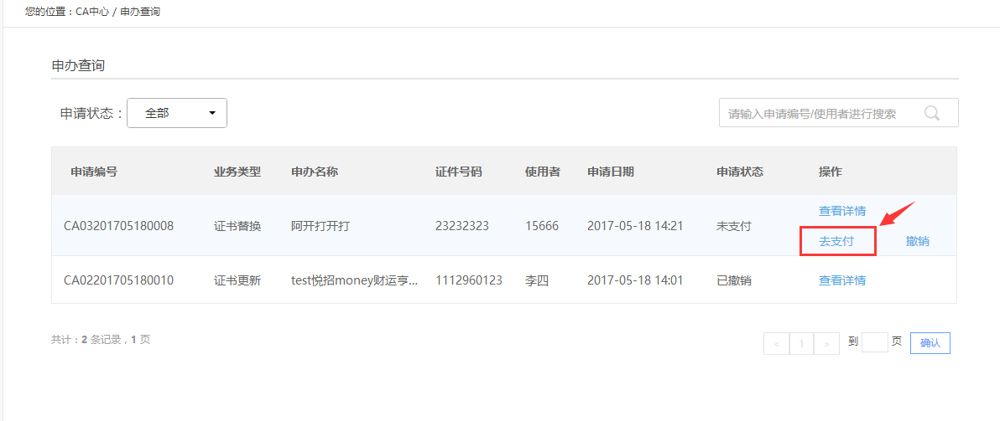 您的位置：CA中心 / 申办查询
申办查询
申请状态： 全部
请输入申请编号/使用者进行搜索
申请编号 业务类型 申办名称 证件号码 使用者 申请日期 申请状态 操作
查看详情
CA03201705180008 证书替换 阿开打开打 23232323 15666 2017-05-18 14:21 未支付
去支付 撤销
CA02201705180010 证书更新 test悦招money财运亨... 1112960123 李四 2017-05-18 14:01 已撤销 查看详情
共计：2 条记录，1 页
< 1 > 到 页 确认